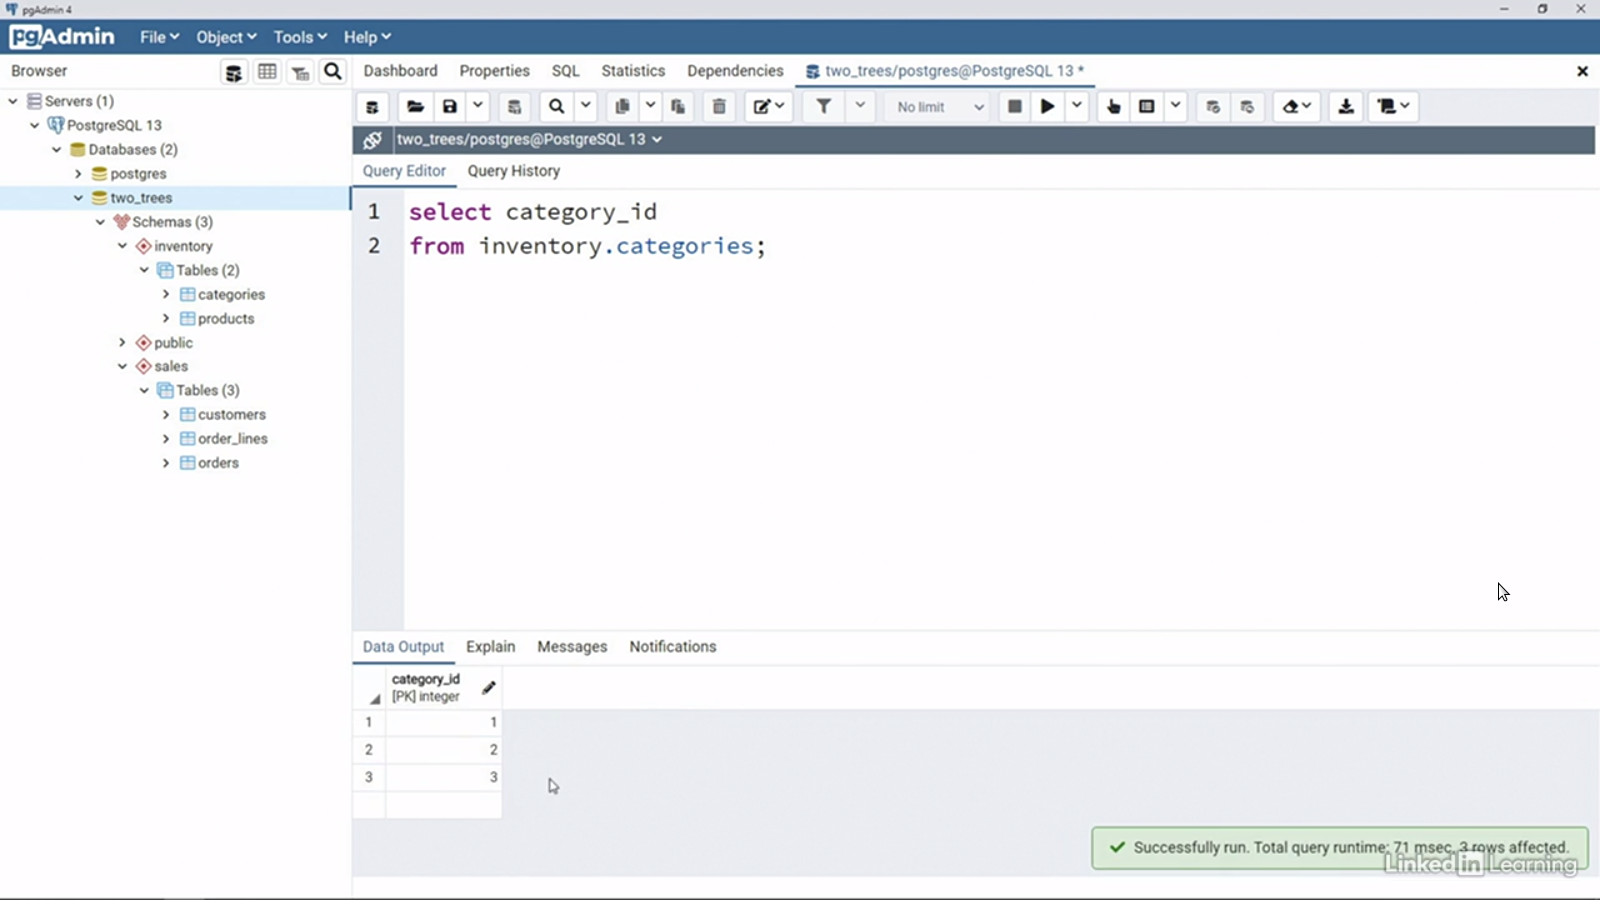 pgAdmin 4
pgAdmin File Object Tools Help
Browser
Dashboard Properties SQL Statistics Dependencies two_trees/postgres@PostgreSQL 13 *
Servers (1)
PostgreSQL 13
Databases (2)
postgres
two_trees
Schemas (3)
inventory
Tables (2)
categories
products
public
sales
Tables (3)
customers
order_lines
orders
No limit
two_trees/postgres@PostgreSQL 13
Query Editor Query History
1 select category_id
2 from inventory.categories;
Data Output Explain Messages Notifications
category_id
[PK] integer
1 1
2 2
3 3
Successfully run. Total query runtime: 71 msec. 3 rows affected.
Linked in Learning